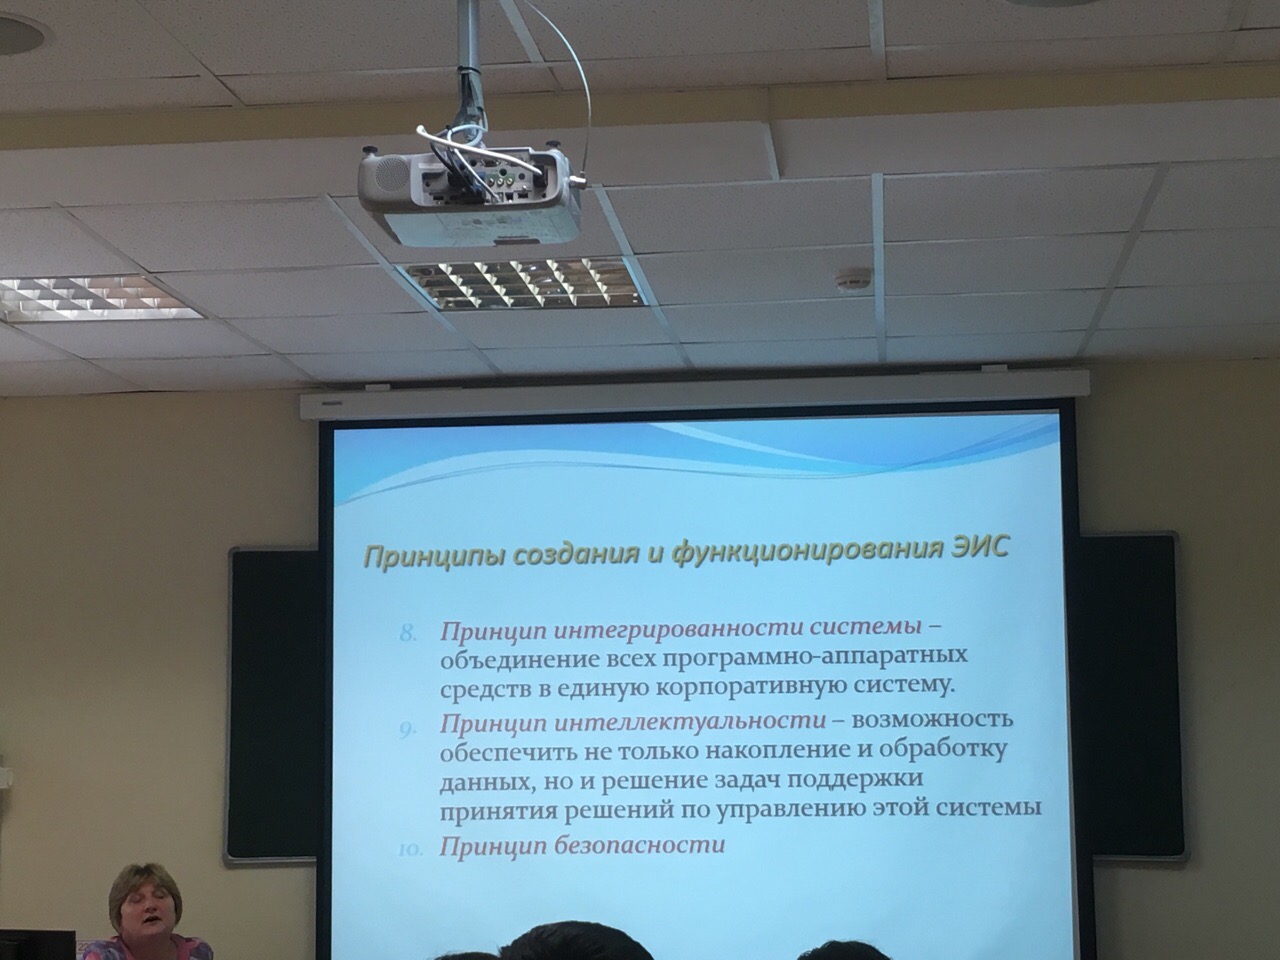 Принципы создания и функционирования ЭИС
8. Принцип интегрированности системы –
объединение всех программно-аппаратных
средств в единую корпоративную систему.
9. Принцип интеллектуальности – возможность
обеспечить не только накопление и обработку
данных, но и решение задач поддержки
принятия решений по управлению этой системы
10. Принцип безопасности